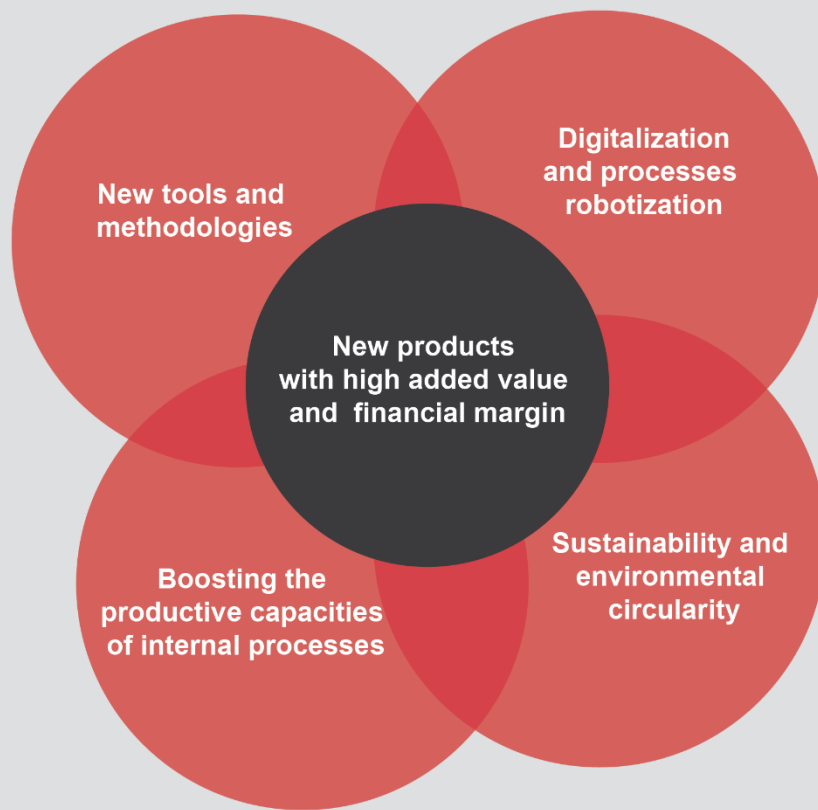 New tools and
methodologies
Digitalization
and processes
robotization
New products
with high added value
and financial margin
Boosting the
productive capacities
of internal processes
Sustainability and
environmental
circularity